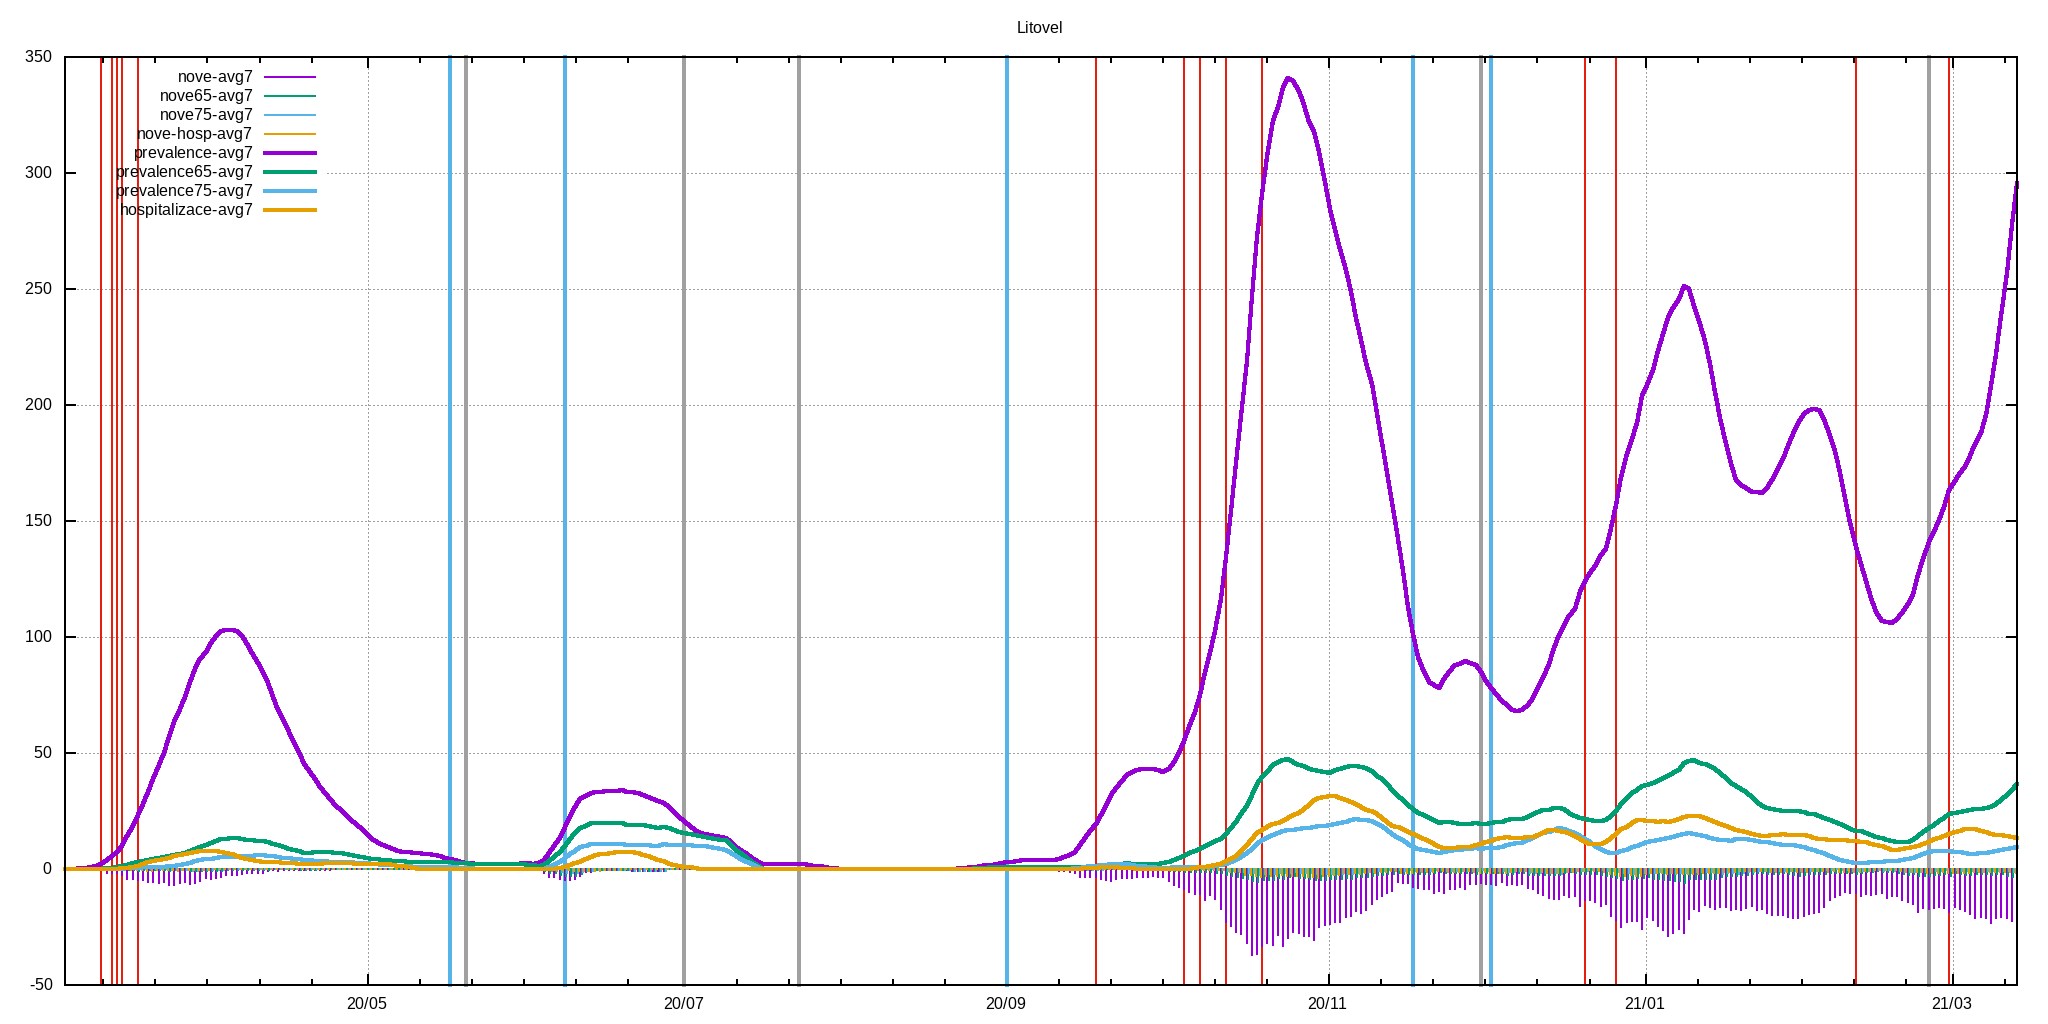 Litovel
350
300
250
200
150
100
50
0
-50
nove-avg7
nove65-avg7
nove75-avg7
nove-hosp-avg7
prevalence-avg7
prevalence65-avg7
prevalence75-avg7
hospitalizace-avg7
20/05
20/07
20/09
20/11
21/01
21/03